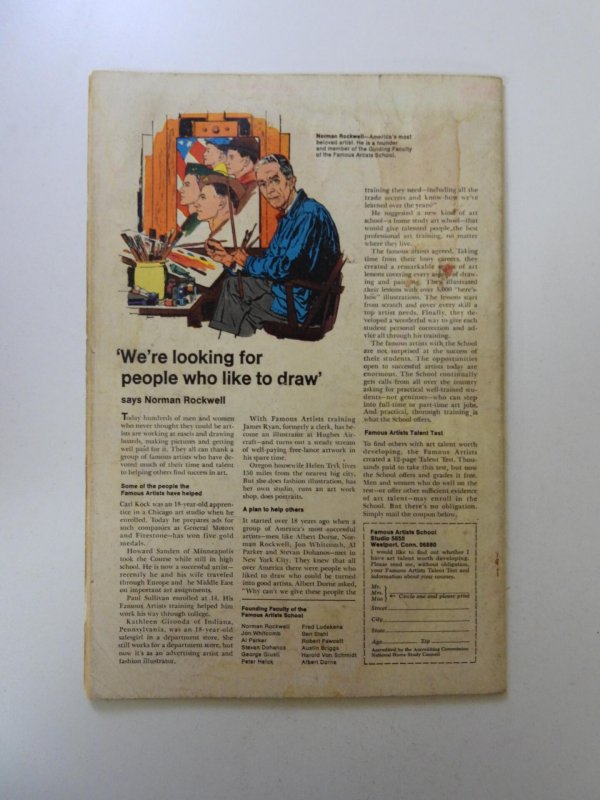 Norman Rockwell—America's most
beloved artist. He is a founder
and member of the Guiding Faculty
of the Famous Artists School.
'We're looking for
people who like to draw'
says Norman Rockwell
Today hundreds of men and women
who never thought they could be art-
ists are working at easels and drawing
boards, making pictures and getting
well paid for it. They all can thank a
group of famous artists who have de-
voted much of their time and talent
to helping others find success in art.
Some of the people the
Famous Artists have helped
Carl Kock was an 18-year-old appren-
tice in a Chicago art studio when he
enrolled. Today he prepares ads for
such companies as General Motors
and Firestone—has won five gold
medals.
Howard Sanden of Minneapolis
took the Course while still in high
school. He is now a successful artist—
recently he and his wife traveled
through Europe and he Middle East
on important art assignments.
Paul Sullivan enrolled at 14. His
Famous Artists training helped him
work his way through college.
Kathleen Gironda of Indiana,
Pennsylvania, was an 18-year-old
salesgirl in a department store. She
still works for a department store, but
now it's as an advertising artist and
fashion illustrator.
With Famous Artists training
James Ryan, formerly a clerk, has be-
come an illustrator at Hughes Air-
craft—and turns out a steady stream
of well-paying free-lance artwork in
his spare time.
Oregon housewife Helen Tryk lives
150 miles from the nearest big city.
But she does fashion illustration, has
her own studio, runs an art work
shop, does portraits.
A plan to help others
It started over 18 years ago when a
group of America's most successful
artists—men like Albert Dorne, Nor-
man Rockwell, Jon Whitcomb, Al
Parker and Stevan Dohanos—met in
New York City. They knew that all
over America there were people who
liked to draw who could be turned
into good artists. Albert Dorne asked,
"Why can't we give these people the
Founding Faculty of the
Famous Artists School
Norman Rockwell
Jon Whitcomb
Al Parker
Stevan Dohanos
George Giusti
Peter Helck
Fred Ludekens
Ben Stahl
Robert Fawcett
Austin Briggs
Harold Von Schmidt
Albert Dorne
training they need—including all the
trade secrets and know-how we've
learned over the years?"
He suggested a new kind of art
school—a home study art school—that
would give talented people the best
professional art training, no matter
where they live.
The famous artists agreed. Taking
time from their busy careers, they
created a remarkable of art
lessons covering every aspect of draw-
ing and painting. They illustrated
their lessons with over 5,000 "here's
how" illustrations. The lessons start
from scratch and cover every skill a
top artist needs. Finally, they de-
veloped a wonderful way to give each
student personal correction and ad-
vice all through his training.
The famous artists with the School
are not surprised at the success of
their students. The opportunities
open to successful artists today are
enormous. The School continually
gets calls from all over the country
asking for practical well-trained stu-
dents—not geniuses—who can step
into full-time or part-time art jobs.
And practical, thorough training is
what the School offers.
Famous Artists Talent Test
To find others with art talent worth
developing, the Famous Artists
created a 12-page Talent Test. Thou-
sands paid to take this test, but now
the School offers and grades it free.
Men and women who do well on the
test—or offer other sufficient evidence
of art talent—may enroll in the
School. But there's no obligation.
Simply mail the coupon below.
Famous Artists School
Studio 5655
Westport, Conn. 06880
I would like to find out whether I
have art talent worth developing.
Please send me, without obligation,
your Famous Artists Talent Test and
information about your courses.
Mr.
Mrs. Circle one and please print
Miss
Street
City
State
Age Zip
Accredited by the Accrediting Commission
National Home Study Council